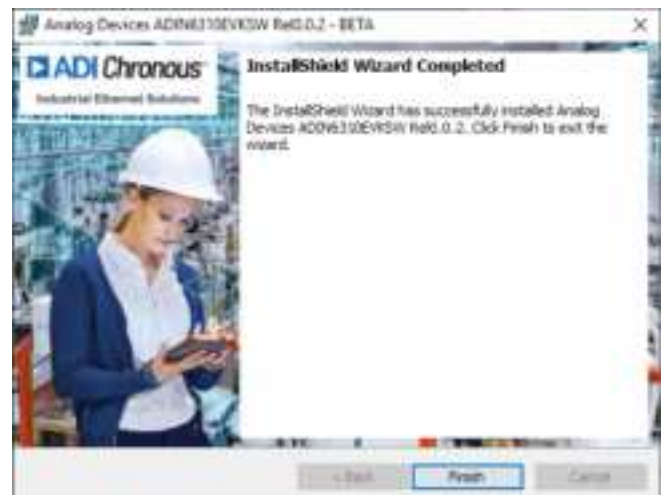 Analog Devices ADIN6310EVKSW Rel0.0.2 - BETA
ADI Chronous
Industrial Ethernet Solutions
InstallShield Wizard Completed
The InstallShield Wizard has successfully installed Analog
Devices ADIN6310EVKSW Rel0.0.2. Click Finish to exit the
wizard.
< Back
Finish
Cancel